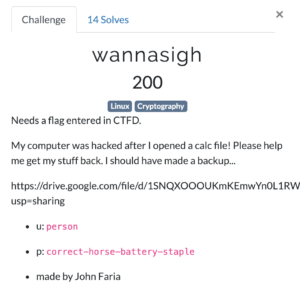 Challenge
14 Solves
×
wannasigh
200
Linux Cryptography
Needs a flag entered in CTFD.
My computer was hacked after I opened a calc file! Please help
me get my stuff back. I should have made a backup...
https://drive.google.com/file/d/1SNQXOOOUKmKEmwYn0L1RW
usp=sharing
u: person
p: correct-horse-battery-staple
made by John Faria